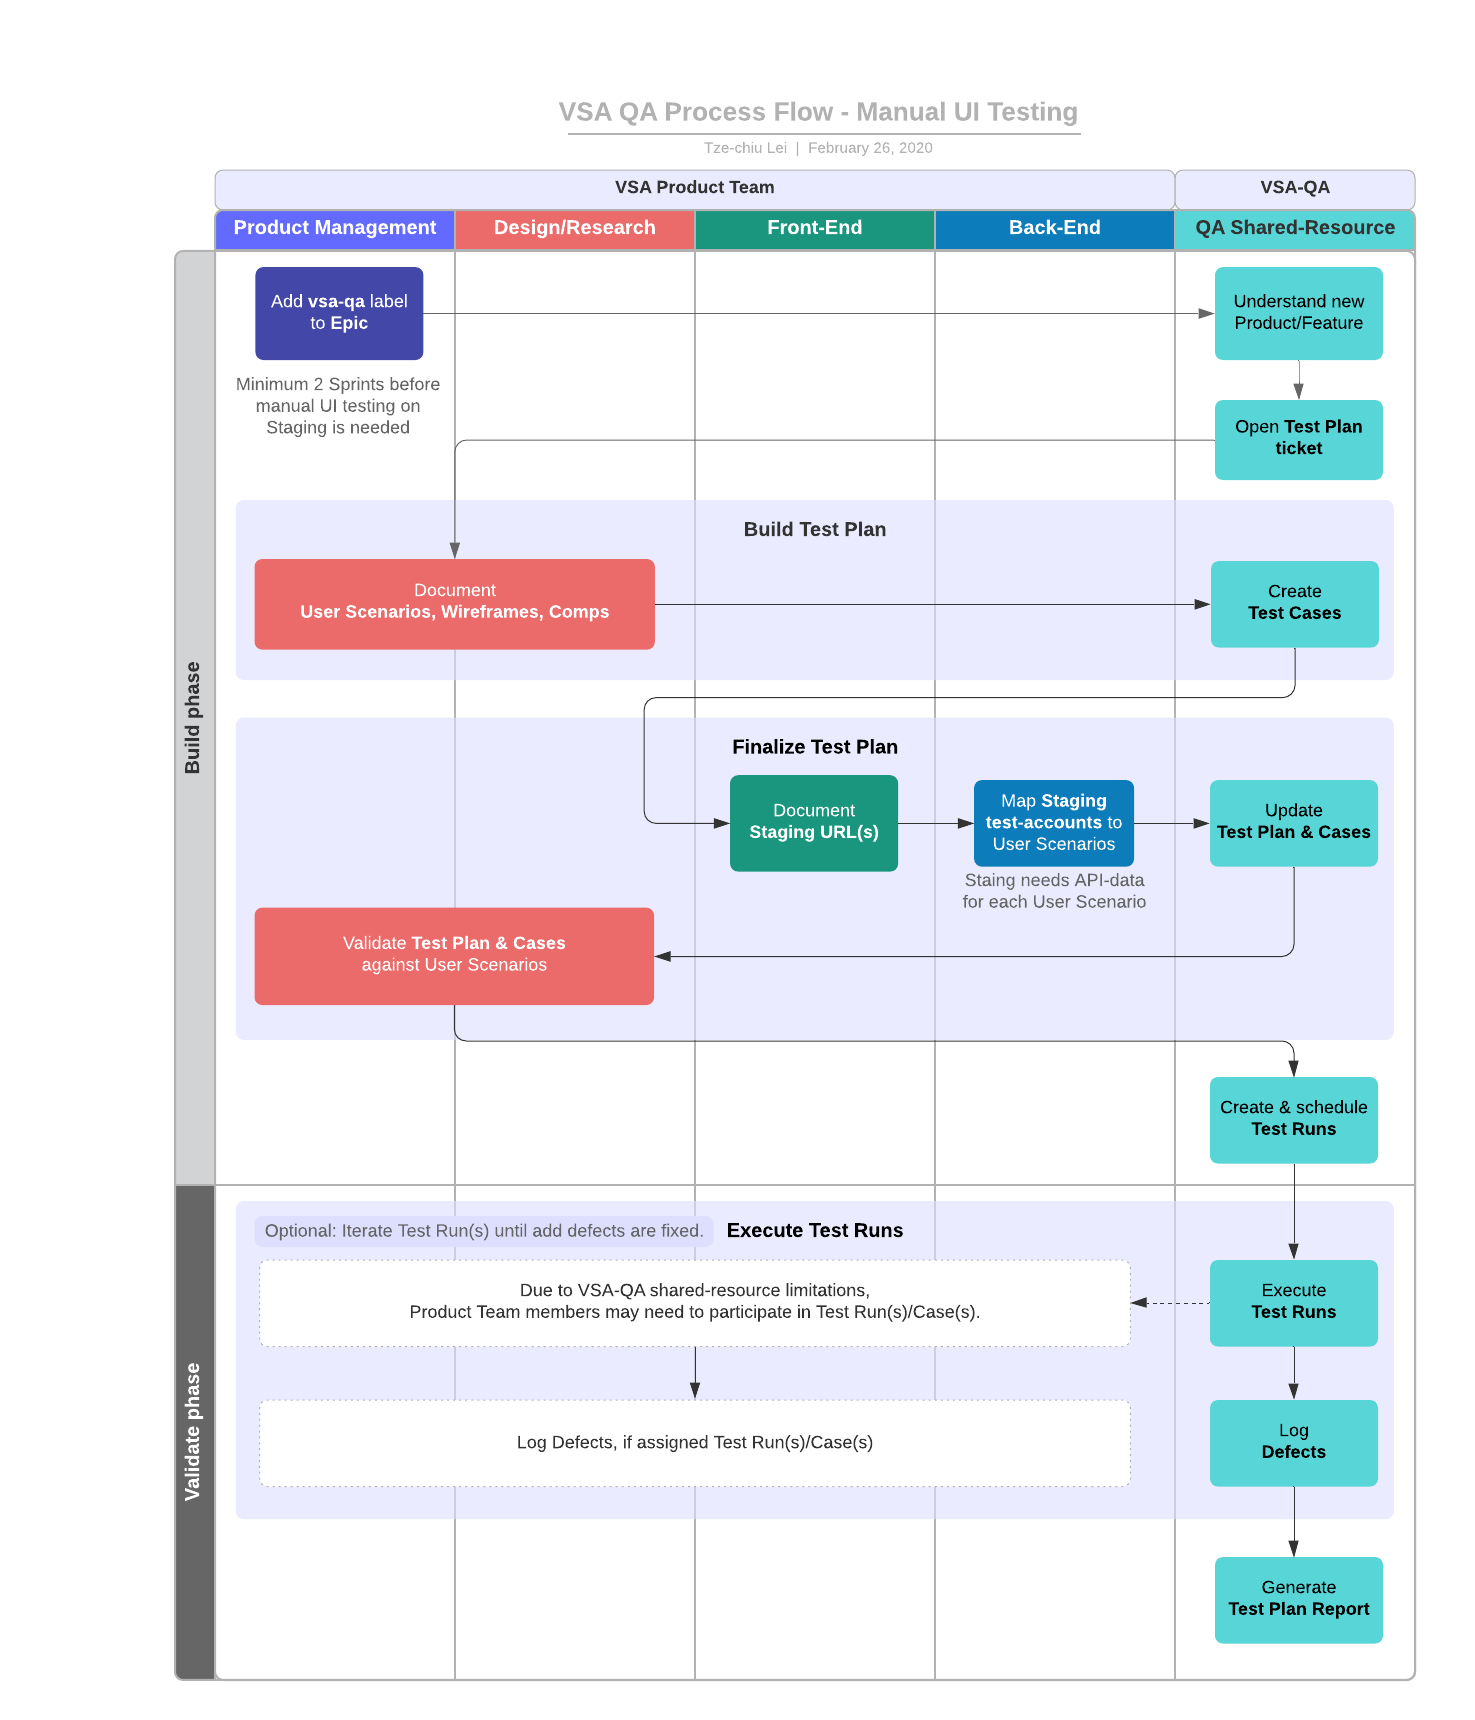 VSA QA Process Flow - Manual UI Testing
Tze-chiu Lei | February 26, 2020
VSA Product Team
VSA-QA
Product Management
Design/Research
Front-End
Back-End
QA Shared-Resource
Build phase
Add vsa-qa label
to Epic
Understand new
Product/Feature
Minimum 2 Sprints before
manual UI testing on
Staging is needed
Open Test Plan
ticket
Build Test Plan
Document
User Scenarios, Wireframes, Comps
Create
Test Cases
Finalize Test Plan
Document
Staging URL(s)
Map Staging
test-accounts to
User Scenarios
Update
Test Plan & Cases
Staing needs API-data
for each User Scenario
Validate Test Plan & Cases
against User Scenarios
Create & schedule
Test Runs
Validate phase
Optional: Iterate Test Run(s) until add defects are fixed.
Execute Test Runs
Due to VSA-QA shared-resource limitations,
Product Team members may need to participate in Test Run(s)/Case(s).
Execute
Test Runs
Log Defects, if assigned Test Run(s)/Case(s)
Log
Defects
Generate
Test Plan Report